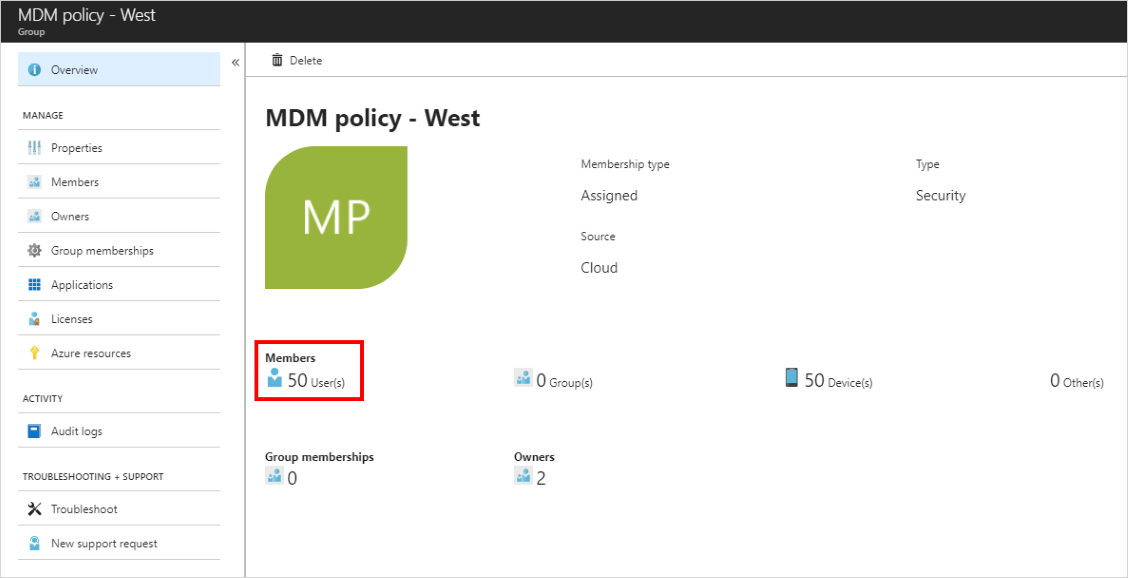 MDM policy - West
Group
Overview
«
MANAGE
Properties
Members
Owners
Group memberships
Applications
Licenses
Azure resources
ACTIVITY
Audit logs
TROUBLESHOOTING + SUPPORT
Troubleshoot
New support request
Delete
MDM policy - West
MP
Membership type
Assigned
Type
Security
Source
Cloud
Members
50 User(s)
0 Group(s)
50 Device(s)
0 Other(s)
Group memberships
0
Owners
2